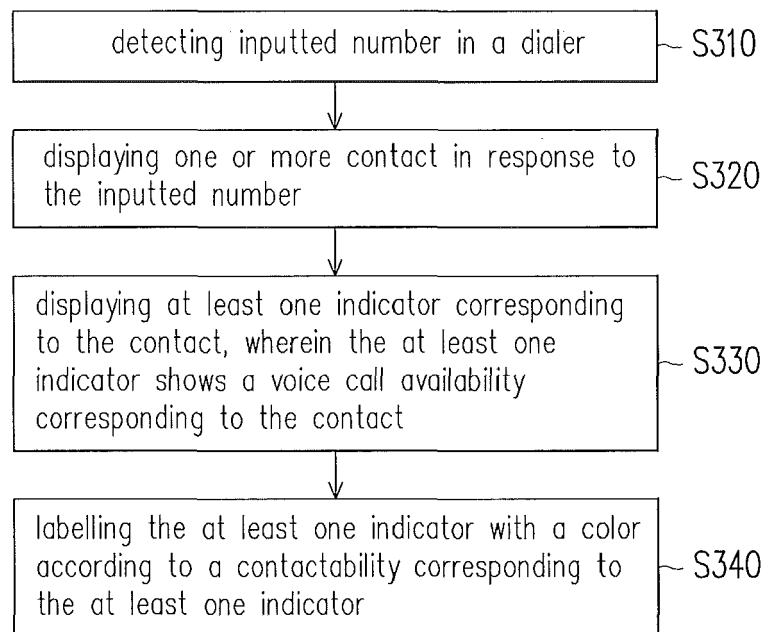 detecting inputted number in a dialer
S310
displaying one or more contact in response to
the inputted number
S320
displaying at least one indicator corresponding
to the contact, wherein the at least one
indicator shows a voice call availability
corresponding to the contact
S330
labelling the at least one indicator with a color
according to a contactability corresponding to
the at least one indicator
S340